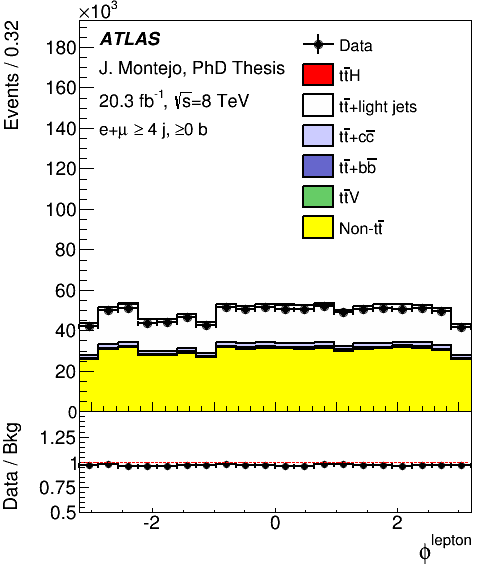 ×10³
Events / 0.32
180
160
140
120
100
80
60
40
20
0
ATLAS
J. Montejo, PhD Thesis
20.3 fb⁻¹, √s=8 TeV
e+μ ≥ 4 j, ≥0 b
Data
tt̄H
tt̄+light jets
tt̄+cc̄
tt̄+bb̄
tt̄V
Non-tt̄
Data / Bkg
1.25
1
0.75
0.5
-2 0 2
ϕ^lepton